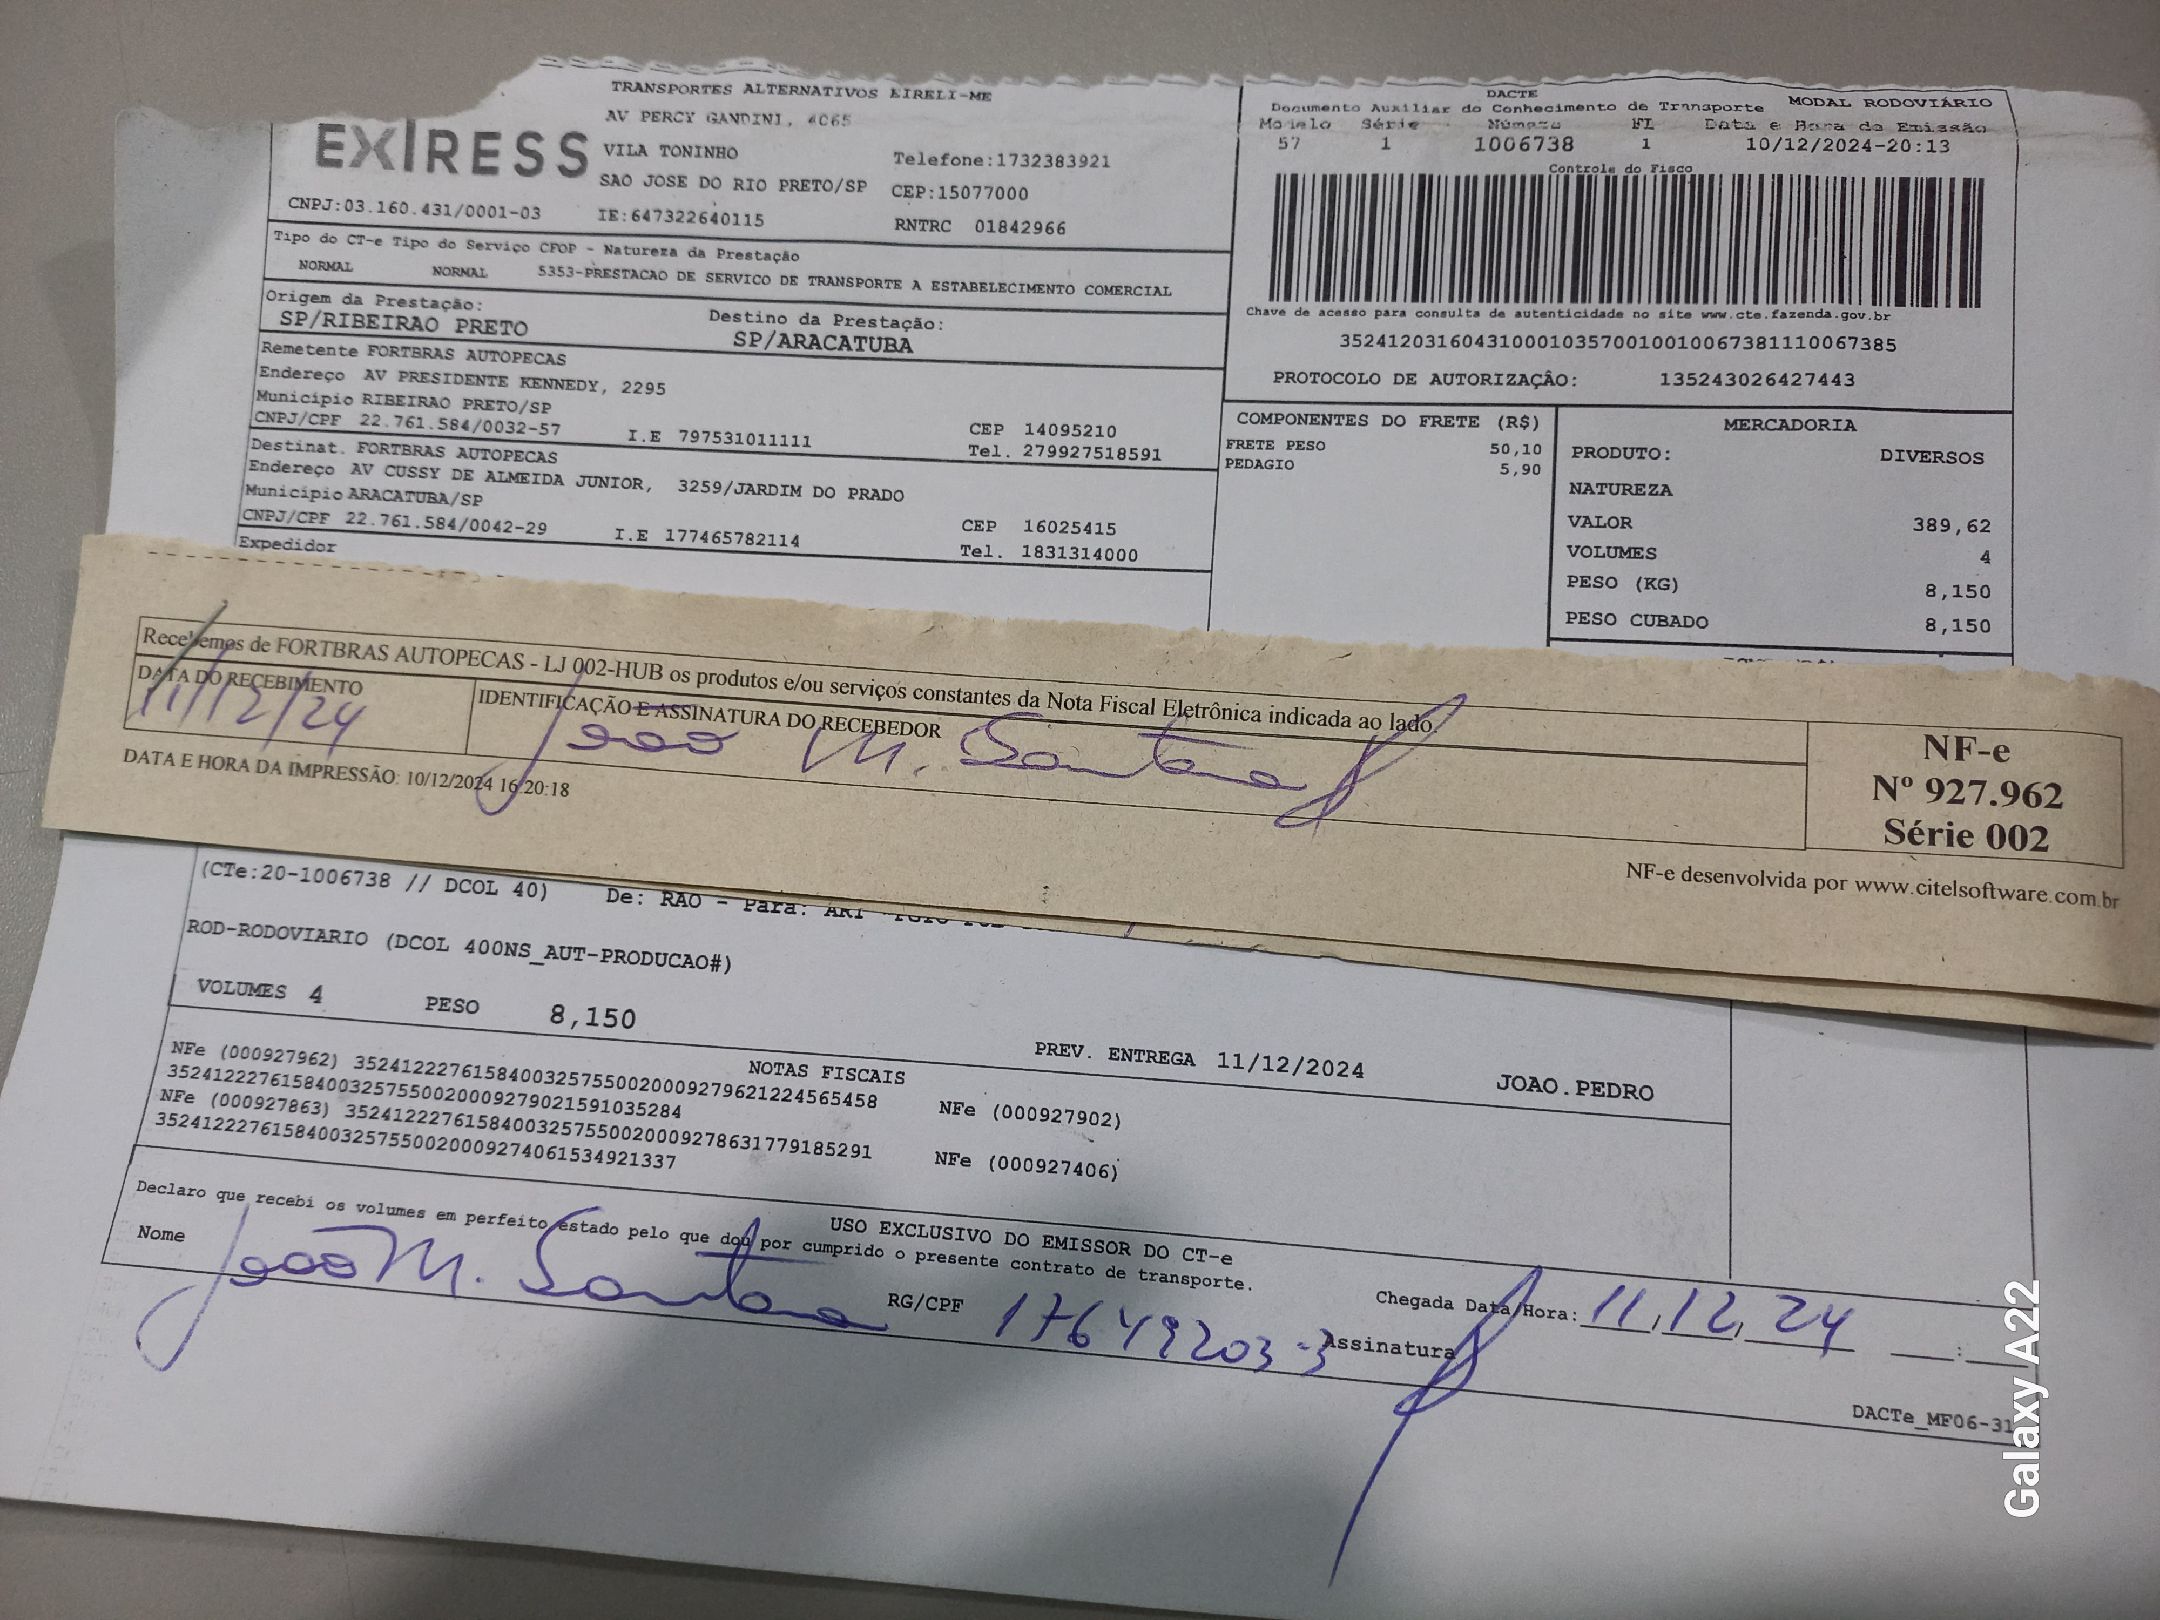 TRANSPORTES ALTERNATIVOS EIRELI-ME
EXIRESS
AV PERCY GANDINI, 4065
VILA TONINHO
Telefone:1732383921
SAO JOSE DO RIO PRETO/SP
CEP:15077000
CNPJ:03.160.431/0001-03
IE:647322640115
RNTRC 01842966
DACTE
Documento Auxiliar do Conhecimento de Transporte
MODAL RODOVIÁRIO
Modelo Série Número FL Data e Hora de Emissão
57 1 1006738 1 10/12/2024-20:13
Controle do Fisco
Chave de acesso para consulta de autenticidade no site www.cte.fazenda.gov.br
35241203160431000103570010010067381110067385
PROTOCOLO DE AUTORIZAÇÂO: 135243026427443
Tipo do CT-e Tipo do Serviço CFOP - Natureza da Prestação
NORMAL NORMAL 5353-PRESTACAO DE SERVICO DE TRANSPORTE A ESTABELECIMENTO COMERCIAL
Origem da Prestação:
SP/RIBEIRAO PRETO
Destino da Prestação:
SP/ARACATUBA
Remetente FORTBRAS AUTOPECAS
Endereço AV PRESIDENTE KENNEDY, 2295
Município RIBEIRAO PRETO/SP
CEP 14095210
CNPJ/CPF 22.761.584/0032-57 I.E 797531011111 Tel. 279927518591
Destinat. FORTBRAS AUTOPECAS
Endereço AV CUSSY DE ALMEIDA JUNIOR, 3259/JARDIM DO PRADO
Município ARACATUBA/SP
CEP 16025415
CNPJ/CPF 22.761.584/0042-29 I.E 177465782114 Tel. 1831314000
Expedidor
COMPONENTES DO FRETE (R$)
FRETE PESO 50,10
PEDAGIO 5,90
MERCADORIA
PRODUTO: DIVERSOS
NATUREZA
VALOR 389,62
VOLUMES 4
PESO (KG) 8,150
PESO CUBADO 8,150
Recebemos de FORTBRAS AUTOPECAS - LJ 002-HUB os produtos e/ou serviços constantes da Nota Fiscal Eletrônica indicada ao lado.
DATA DO RECEBIMENTO
11/12/24
IDENTIFICAÇÃO E ASSINATURA DO RECEBEDOR
João M. Santana
DATA E HORA DA IMPRESSÃO: 10/12/2024 16:20:18
NF-e
Nº 927.962
Série 002
NF-e desenvolvida por www.citelsoftware.com.br
(CTe:20-1006738 // DCOL 40) De: RAO - Para: ARI
ROD-RODOVIARIO (DCOL 400NS_AUT-PRODUCAO#)
VOLUMES 4 PESO 8,150
PREV. ENTREGA 11/12/2024 JOAO.PEDRO
NOTAS FISCAIS
NFe (000927962) 35241222761584003257550020009279621224565458 NFe (000927902)
35241222761584003257550020009279021591035284
NFe (000927863) 35241222761584003257550020009278631779185291 NFe (000927406)
35241222761584003257550020009274061534921337
USO EXCLUSIVO DO EMISSOR DO CT-e
Declaro que recebi os volumes em perfeito estado pelo que dou por cumprido o presente contrato de transporte.
Nome João M. Santana RG/CPF 17649203-3
Chegada Data/Hora: 11,12,24 :
Assinatura
DACTe_MF06-31
Galaxy A22